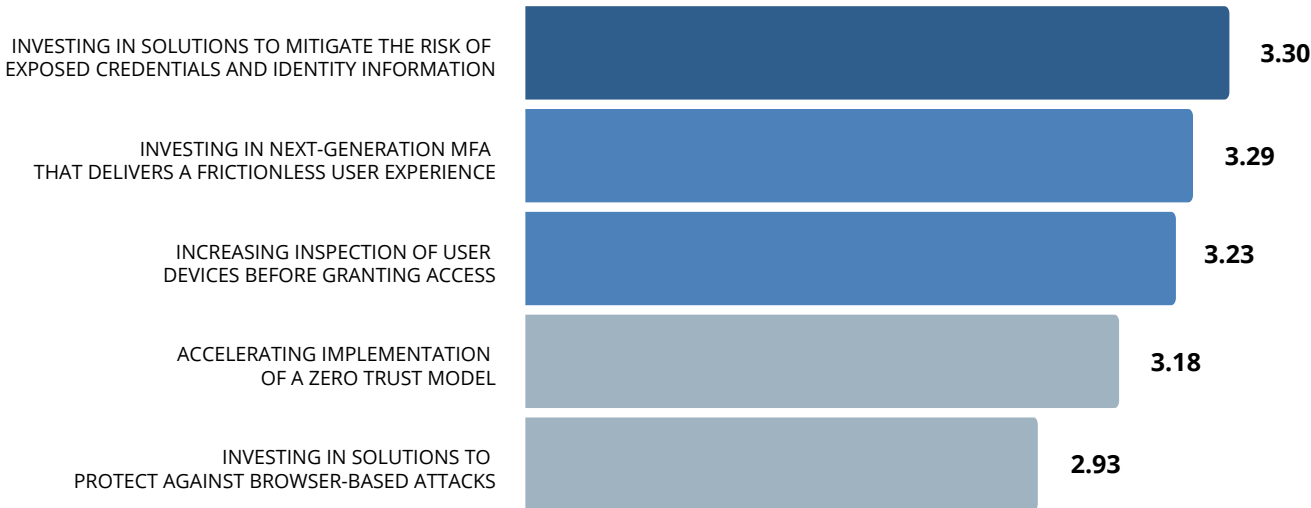 INVESTING IN SOLUTIONS TO MITIGATE THE RISK OF
EXPOSED CREDENTIALS AND IDENTITY INFORMATION
3.30
INVESTING IN NEXT-GENERATION MFA
THAT DELIVERS A FRICTIONLESS USER EXPERIENCE
3.29
INCREASING INSPECTION OF USER
DEVICES BEFORE GRANTING ACCESS
3.23
ACCELERATING IMPLEMENTATION
OF A ZERO TRUST MODEL
3.18
INVESTING IN SOLUTIONS TO
PROTECT AGAINST BROWSER-BASED ATTACKS
2.93